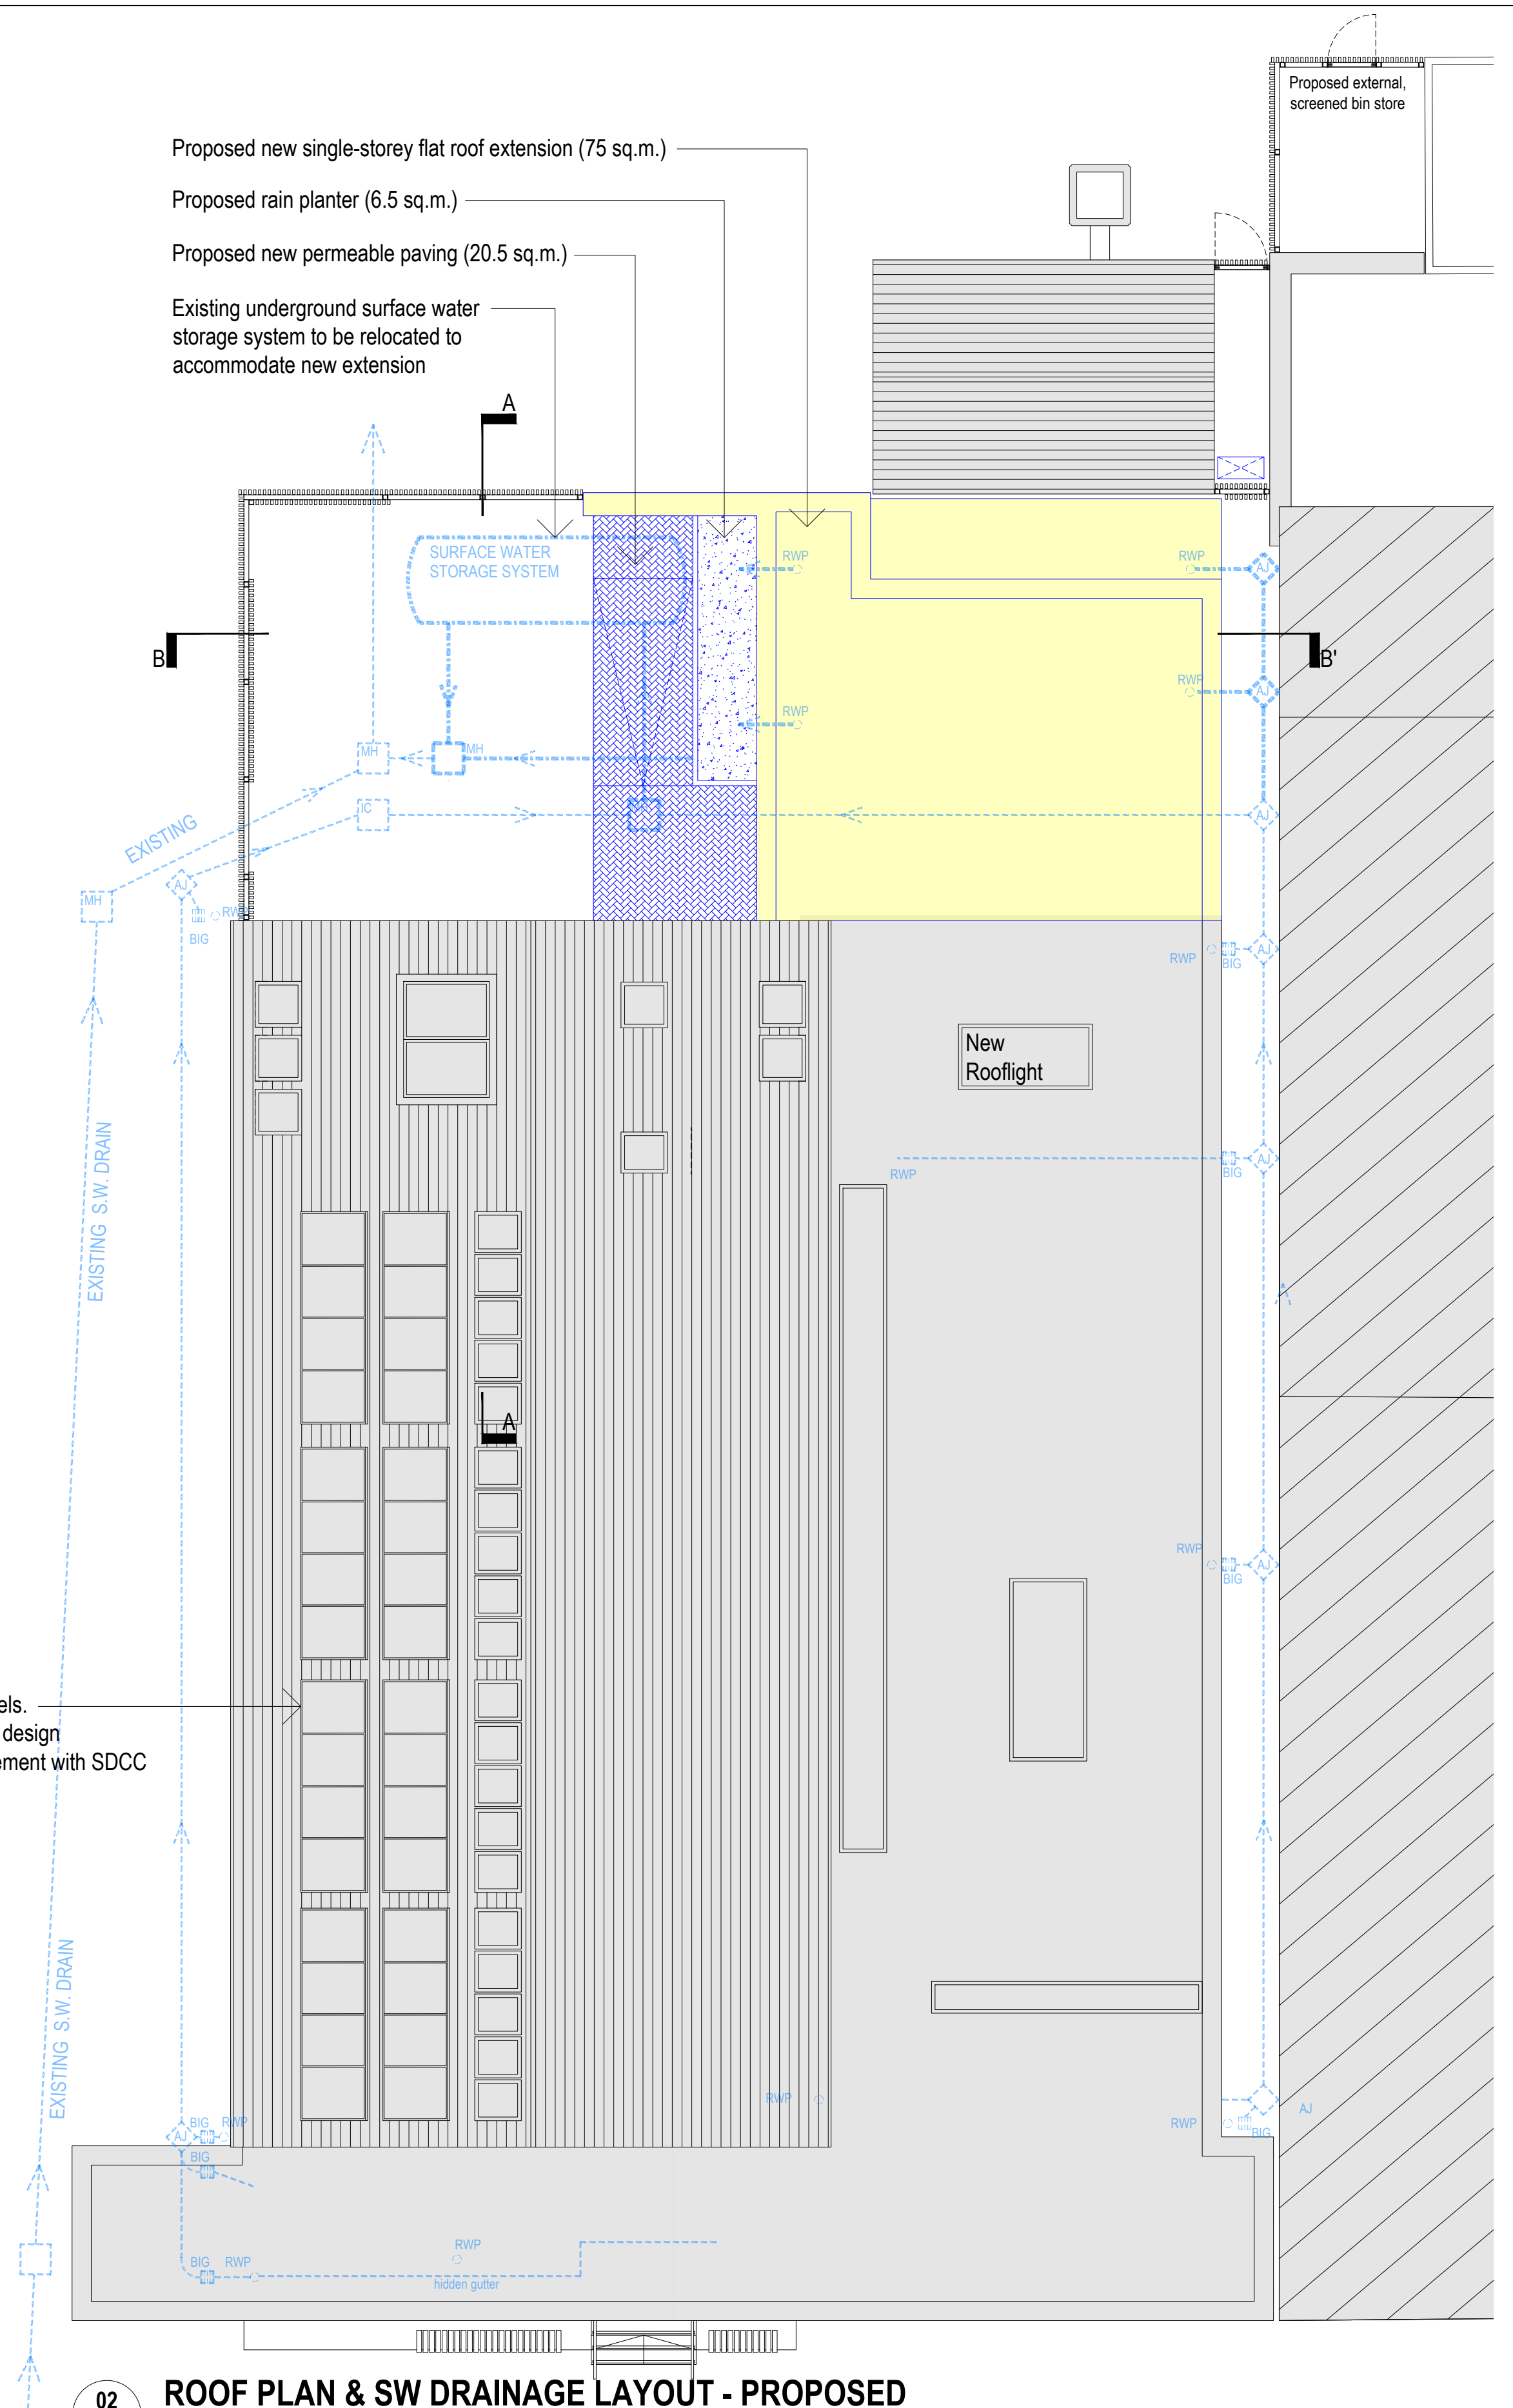 Proposed external,
screened bin store
Proposed new single-storey flat roof extension (75 sq.m.)
Proposed rain planter (6.5 sq.m.)
Proposed new permeable paving (20.5 sq.m.)
Existing underground surface water
storage system to be relocated to
accommodate new extension
A
SURFACE WATER
STORAGE SYSTEM
RWP
RWP
AJ
B
B'
RWP
AJ
RWP
MH
MH
IC
AJ
EXISTING
AJ
MH
RWP
BIG
AJ
RWP
BIG
New
Rooflight
EXISTING S.W. DRAIN
AJ
BIG
RWP
A
RWP
AJ
BIG
els.
design
ement with SDCC
EXISTING S.W. DRAIN
RWP
AJ
RWP
BIG
BIG
RWP
AJ
BIG
RWP
BIG
RWP
hidden gutter
02
ROOF PLAN & SW DRAINAGE LAYOUT - PROPOSED